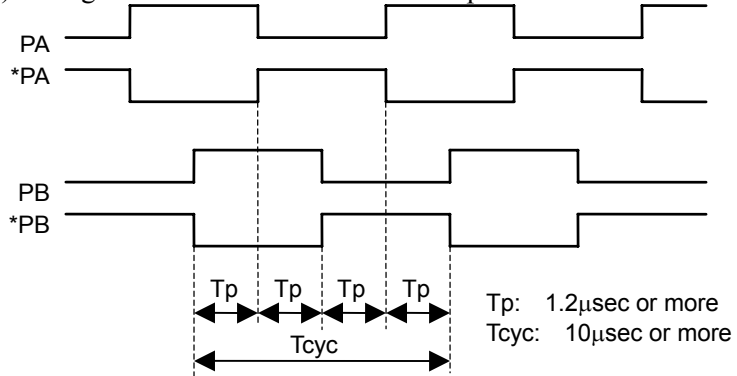 PA
*PA
PB
*PB
Tp Tp Tp Tp
Tcyc
Tp: 1.2μsec or more
Tcyc: 10μsec or more